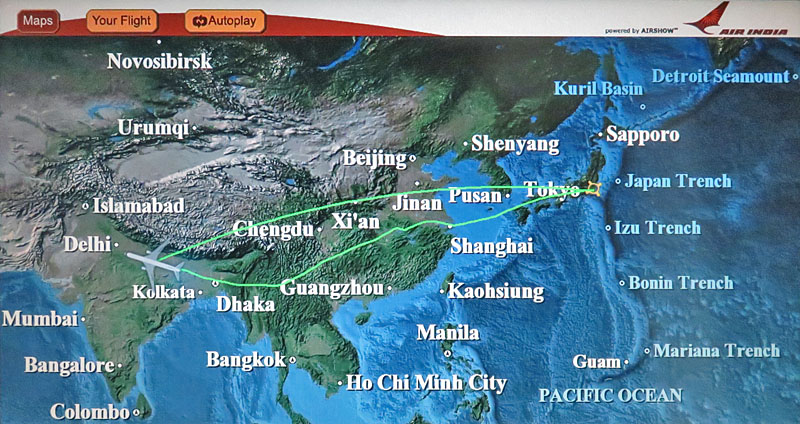 Maps
Your Flight
Autoplay
powered by AIRSHOW™
AIR INDIA
Novosibirsk
Detroit Seamount
Kuril Basin
Urumqi
Sapporo
Shenyang
Beijing
Japan Trench
Tokyo
Pusan
Jinan
Islamabad
Xi'an
Chengdu
Izu Trench
Delhi
Shanghai
Bonin Trench
Kolkata
Dhaka
Guangzhou
Kaohsiung
Mumbai
Manila
Mariana Trench
Bangkok
Guam
Bangalore
Ho Chi Minh City
PACIFIC OCEAN
Colombo